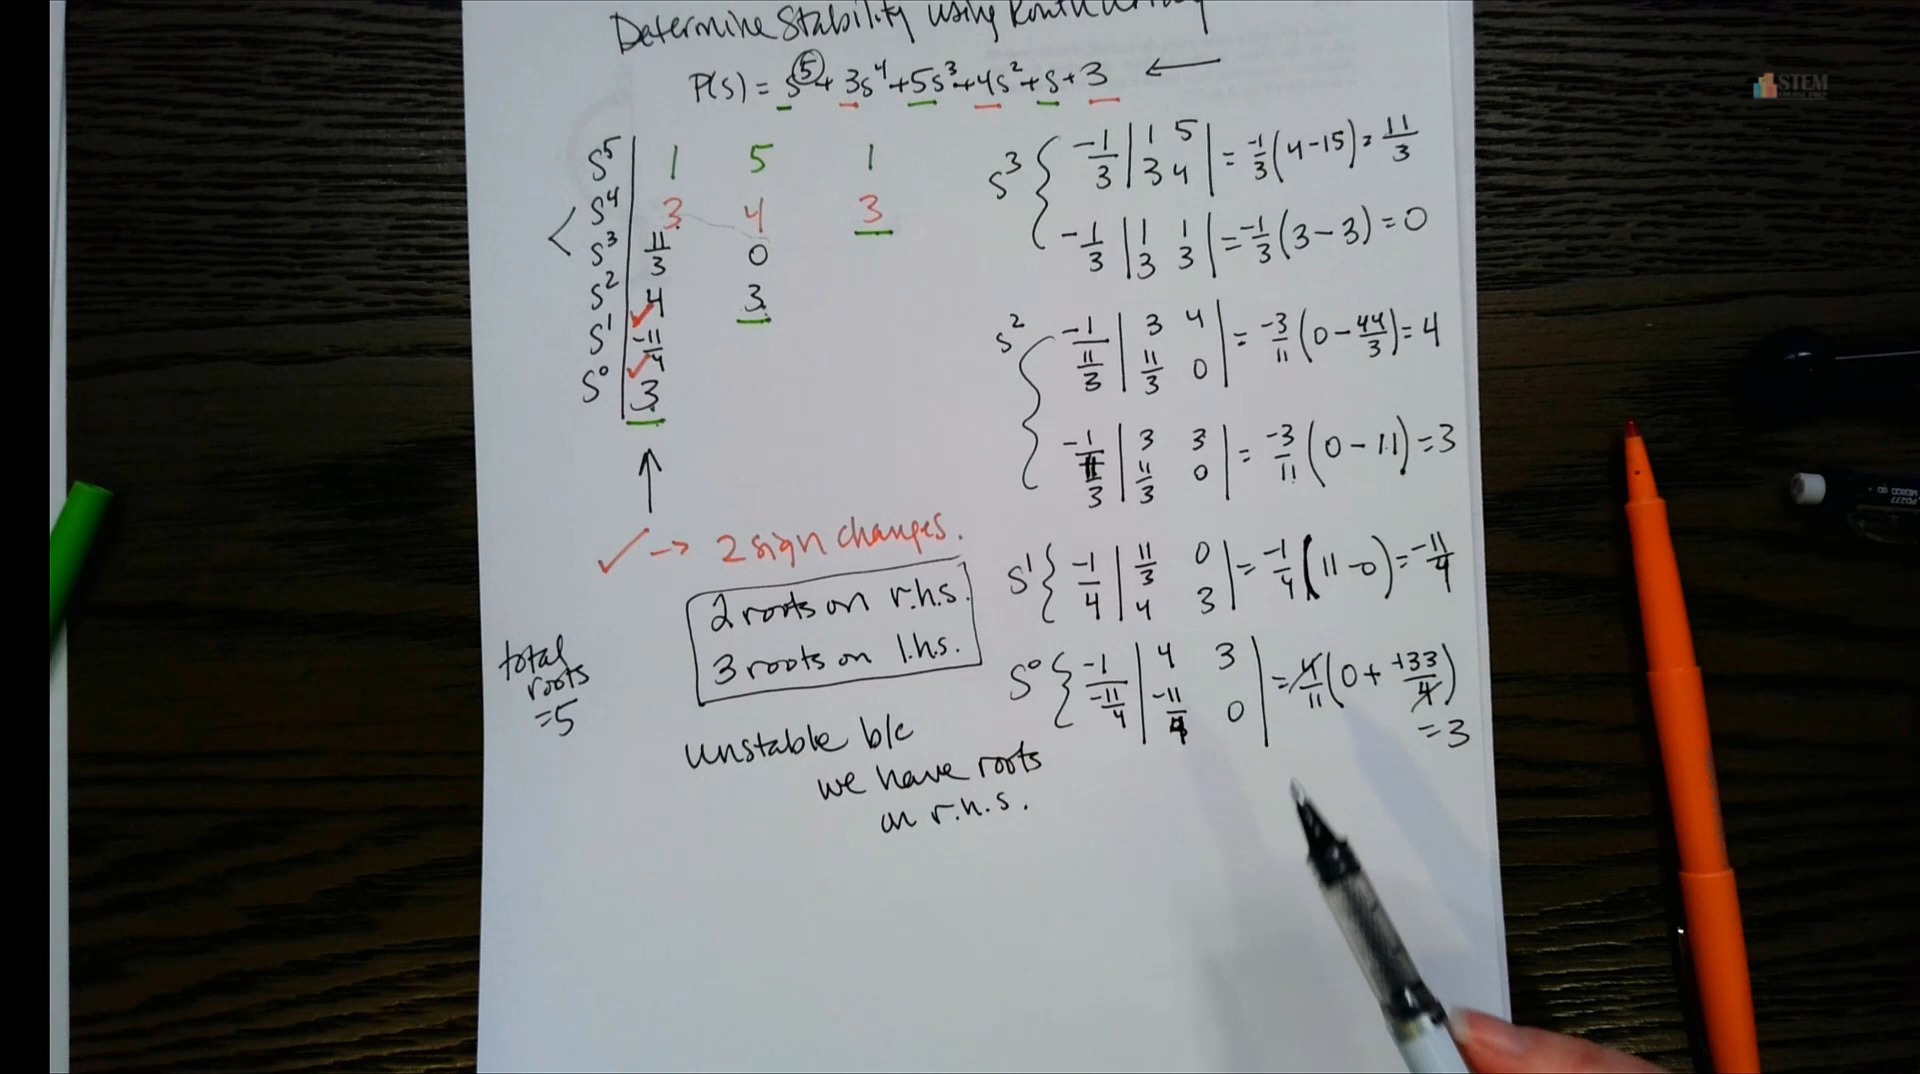 Determine Stability using Routh Array
P(s) = s⁵ + 3s⁴ + 5s³ + 4s² + s + 3 ←
s⁵ | 1 5 1
s⁴ | 3 4 3
s³ | 11/3 0
s² | 4 3
s¹ | -11/4
s⁰ | 3
✓ → 2 sign changes.
2 roots on r.h.s.
3 roots on l.h.s.
total
roots
=5
unstable b/c
we have roots
on r.h.s.
s³ { -1/3 | 1 5 ; 3 4 | = -1/3 (4-15) = 11/3
-1/3 | 1 1 ; 3 3 | = -1/3 (3-3) = 0
s² { -1/(11/3) | 3 4 ; 11/3 0 | = -3/11 (0 - 44/3) = 4
-1/(11/3) | 3 3 ; 11/3 0 | = -3/11 (0 - 11) = 3
s¹ { -1/4 | 11/3 0 ; 4 3 | = -1/4 (11-0) = -11/4
s⁰ { -1/(-11/4) | 4 3 ; -11/4 0 | = 4/11 (0 + +33/4)
= 3
STEM